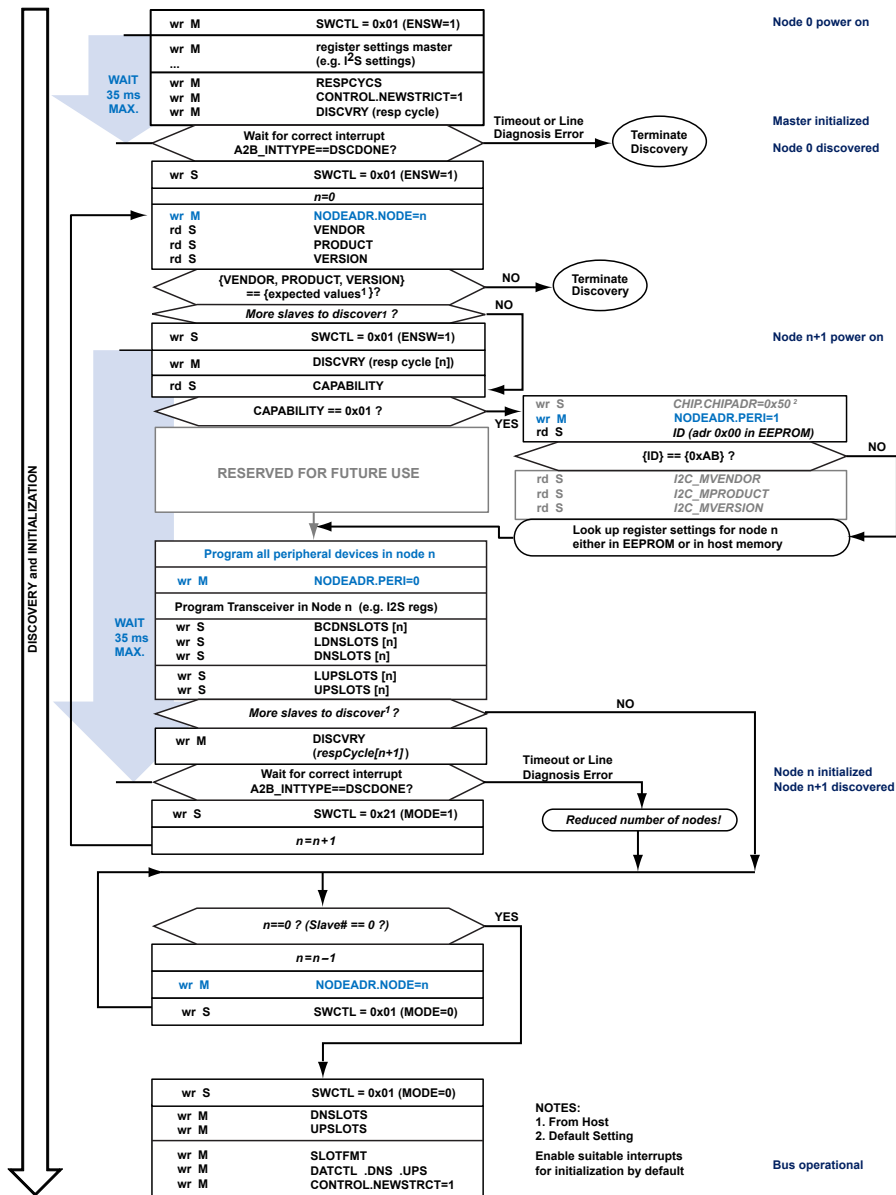 wr M SWCTL = 0x01 (ENSW=1)
Node 0 power on
wr M register settings master
... (e.g. I2S settings)
WAIT
35 ms
MAX.
wr M RESPCYCS
wr M CONTROL.NEWSTRICT=1
wr M DISCVRY (resp cycle)
Timeout or Line
Diagnosis Error
Master initialized
Wait for correct interrupt
A2B_INTTYPE==DSCDONE?
Terminate
Discovery
Node 0 discovered
wr S SWCTL = 0x01 (ENSW=1)
n=0
wr M NODEADR.NODE=n
rd S VENDOR
rd S PRODUCT
rd S VERSION
{VENDOR, PRODUCT, VERSION}
== {expected values1}?
NO
Terminate
Discovery
More slaves to discover1 ?
NO
wr S SWCTL = 0x01 (ENSW=1)
Node n+1 power on
wr M DISCVRY (resp cycle [n])
rd S CAPABILITY
CAPABILITY == 0x01 ?
YES
wr S CHIP.CHIPADR=0x50 2
wr M NODEADR.PERI=1
rd S ID (adr 0x00 in EEPROM)
{ID} == {0xAB} ?
NO
RESERVED FOR FUTURE USE
rd S I2C_MVENDOR
rd S I2C_MPRODUCT
rd S I2C_MVERSION
Look up register settings for node n
either in EEPROM or in host memory
DISCOVERY and INITIALIZATION
Program all peripheral devices in node n
wr M NODEADR.PERI=0
Program Transceiver in Node n (e.g. I2S regs)
WAIT
35 ms
MAX.
wr S BCDNSLOTS [n]
wr S LDNSLOTS [n]
wr S DNSLOTS [n]
wr S LUPSLOTS [n]
wr S UPSLOTS [n]
More slaves to discover1 ?
NO
wr M DISCVRY
(respCycle[n+1])
Timeout or Line
Diagnosis Error
Wait for correct interrupt
A2B_INTTYPE==DSCDONE?
Node n initialized
Node n+1 discovered
wr S SWCTL = 0x21 (MODE=1)
Reduced number of nodes!
n=n+1
n==0 ? (Slave# == 0 ?)
YES
n=n–1
wr M NODEADR.NODE=n
wr S SWCTL = 0x01 (MODE=0)
wr S SWCTL = 0x01 (MODE=0)
wr M DNSLOTS
wr M UPSLOTS
wr M SLOTFMT
wr M DATCTL .DNS .UPS
wr M CONTROL.NEWSTRCT=1
NOTES:
1. From Host
2. Default Setting
Enable suitable interrupts
for initialization by default
Bus operational